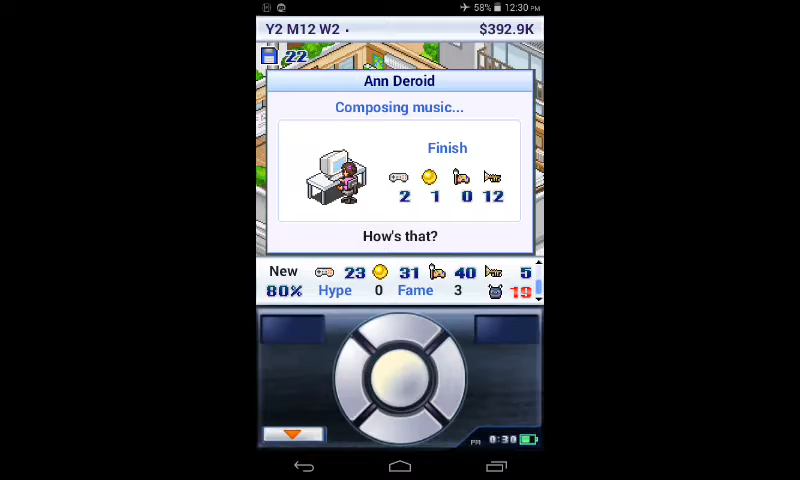 58% 12:30 PM
Y2 M12 W2 • $392.9K
22
Ann Deroid
Composing music...
Finish
2 1 0 12
How's that?
New 23 31 40 5
80% Hype 0 Fame 3 19
PM 0:30